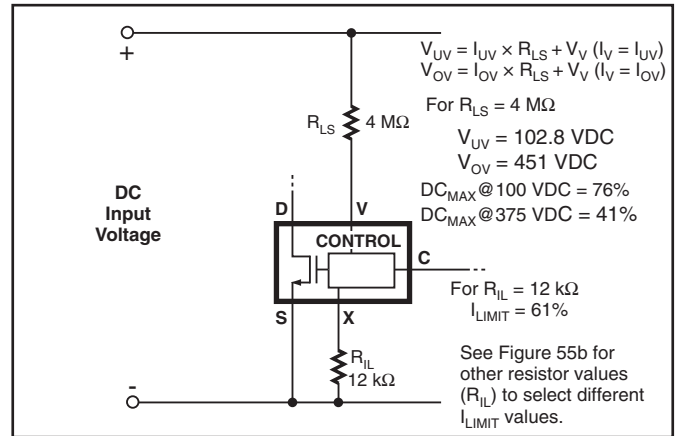 +
V_UV = I_UV × R_LS + V_V (I_V = I_UV)
V_OV = I_OV × R_LS + V_V (I_V = I_OV)
For R_LS = 4 MΩ
R_LS
4 MΩ
V_UV = 102.8 VDC
V_OV = 451 VDC
DC_MAX@100 VDC = 76%
DC_MAX@375 VDC = 41%
DC
Input
Voltage
D
V
CONTROL
C
S
X
For R_IL = 12 kΩ
I_LIMIT = 61%
R_IL
12 kΩ
See Figure 55b for
other resistor values
(R_IL) to select different
I_LIMIT values.
-